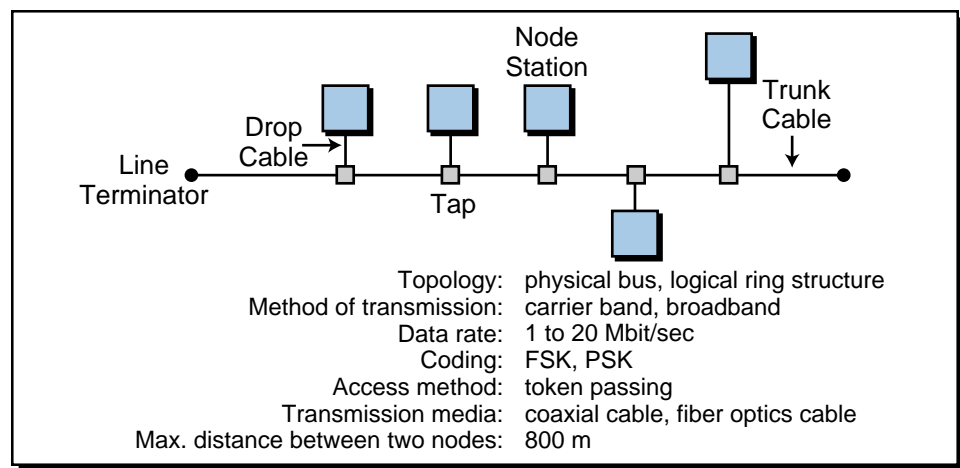 Node
Station
Trunk
Cable
Drop
Cable
Line
Terminator
Tap
Topology: physical bus, logical ring structure
Method of transmission: carrier band, broadband
Data rate: 1 to 20 Mbit/sec
Coding: FSK, PSK
Access method: token passing
Transmission media: coaxial cable, fiber optics cable
Max. distance between two nodes: 800 m